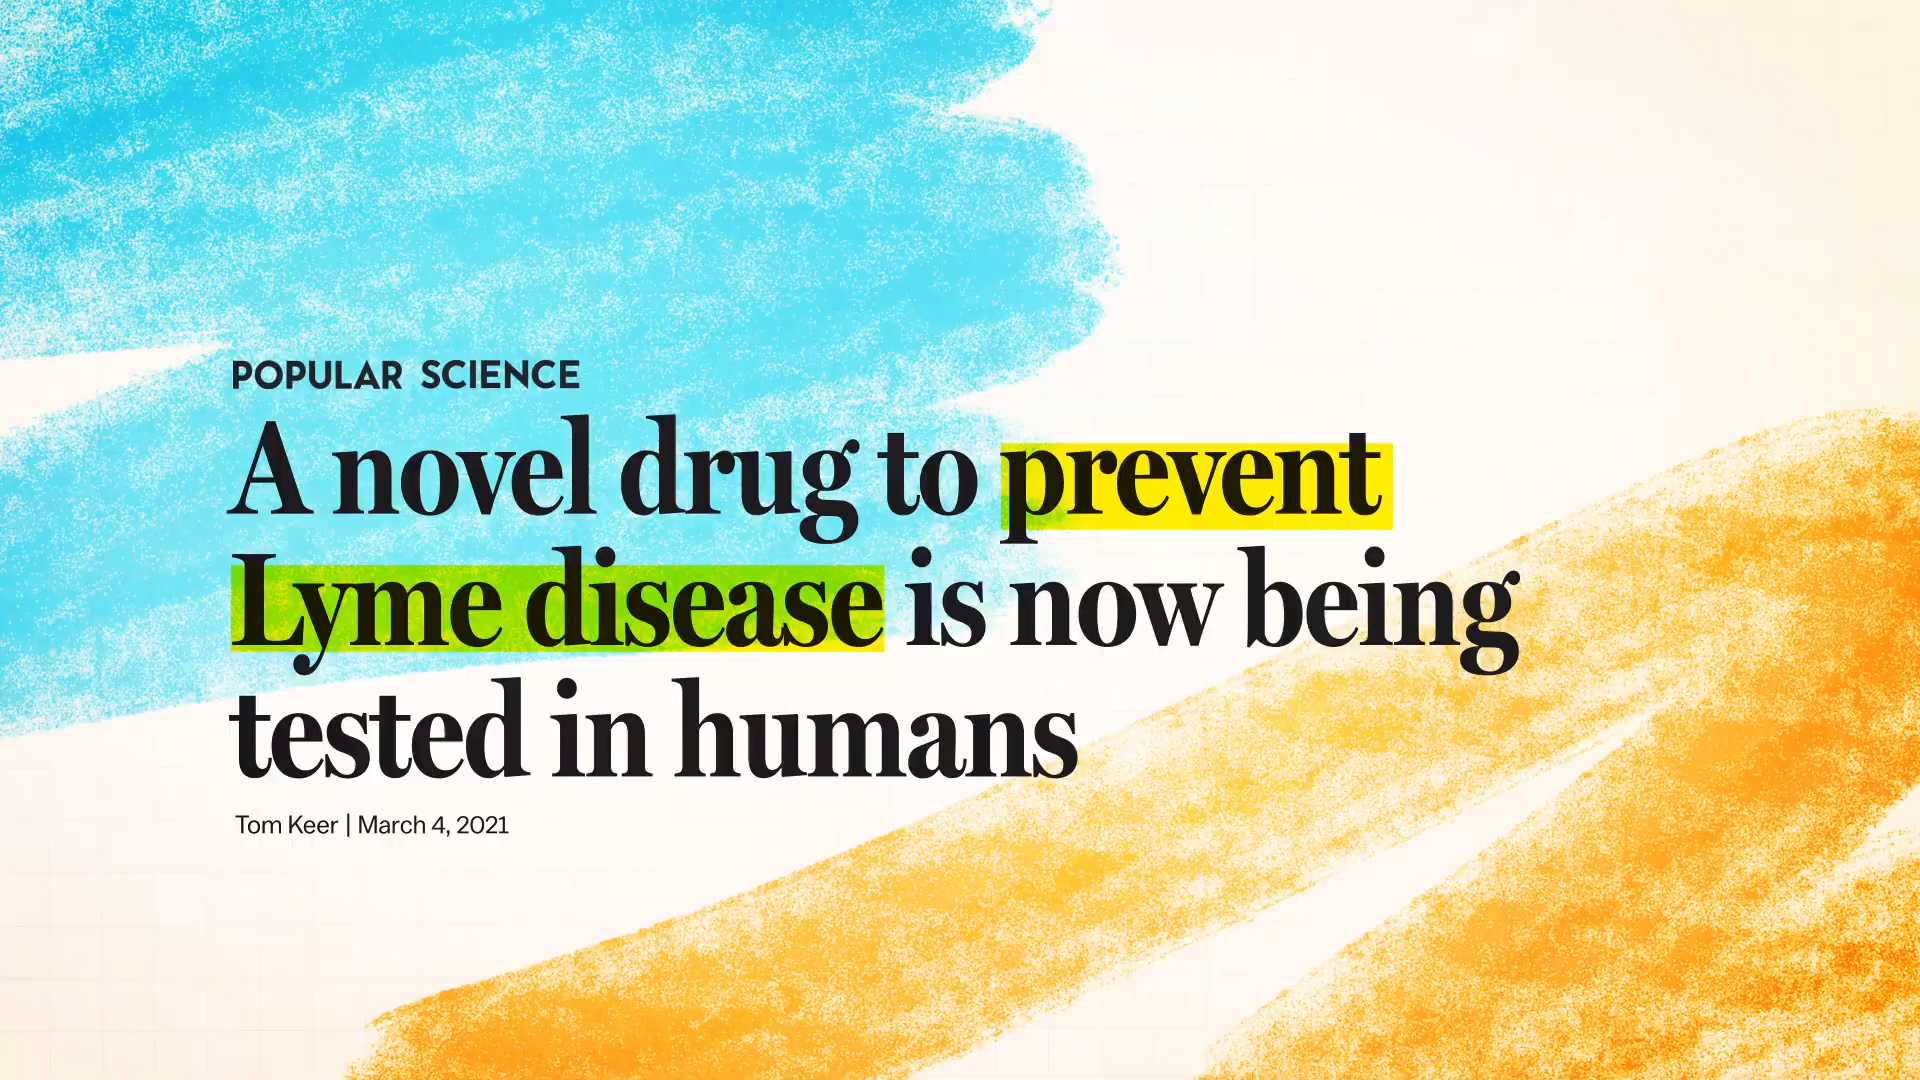 POPULAR SCIENCE
A novel drug to prevent
Lyme disease is now being
tested in humans
Tom Keer | March 4, 2021